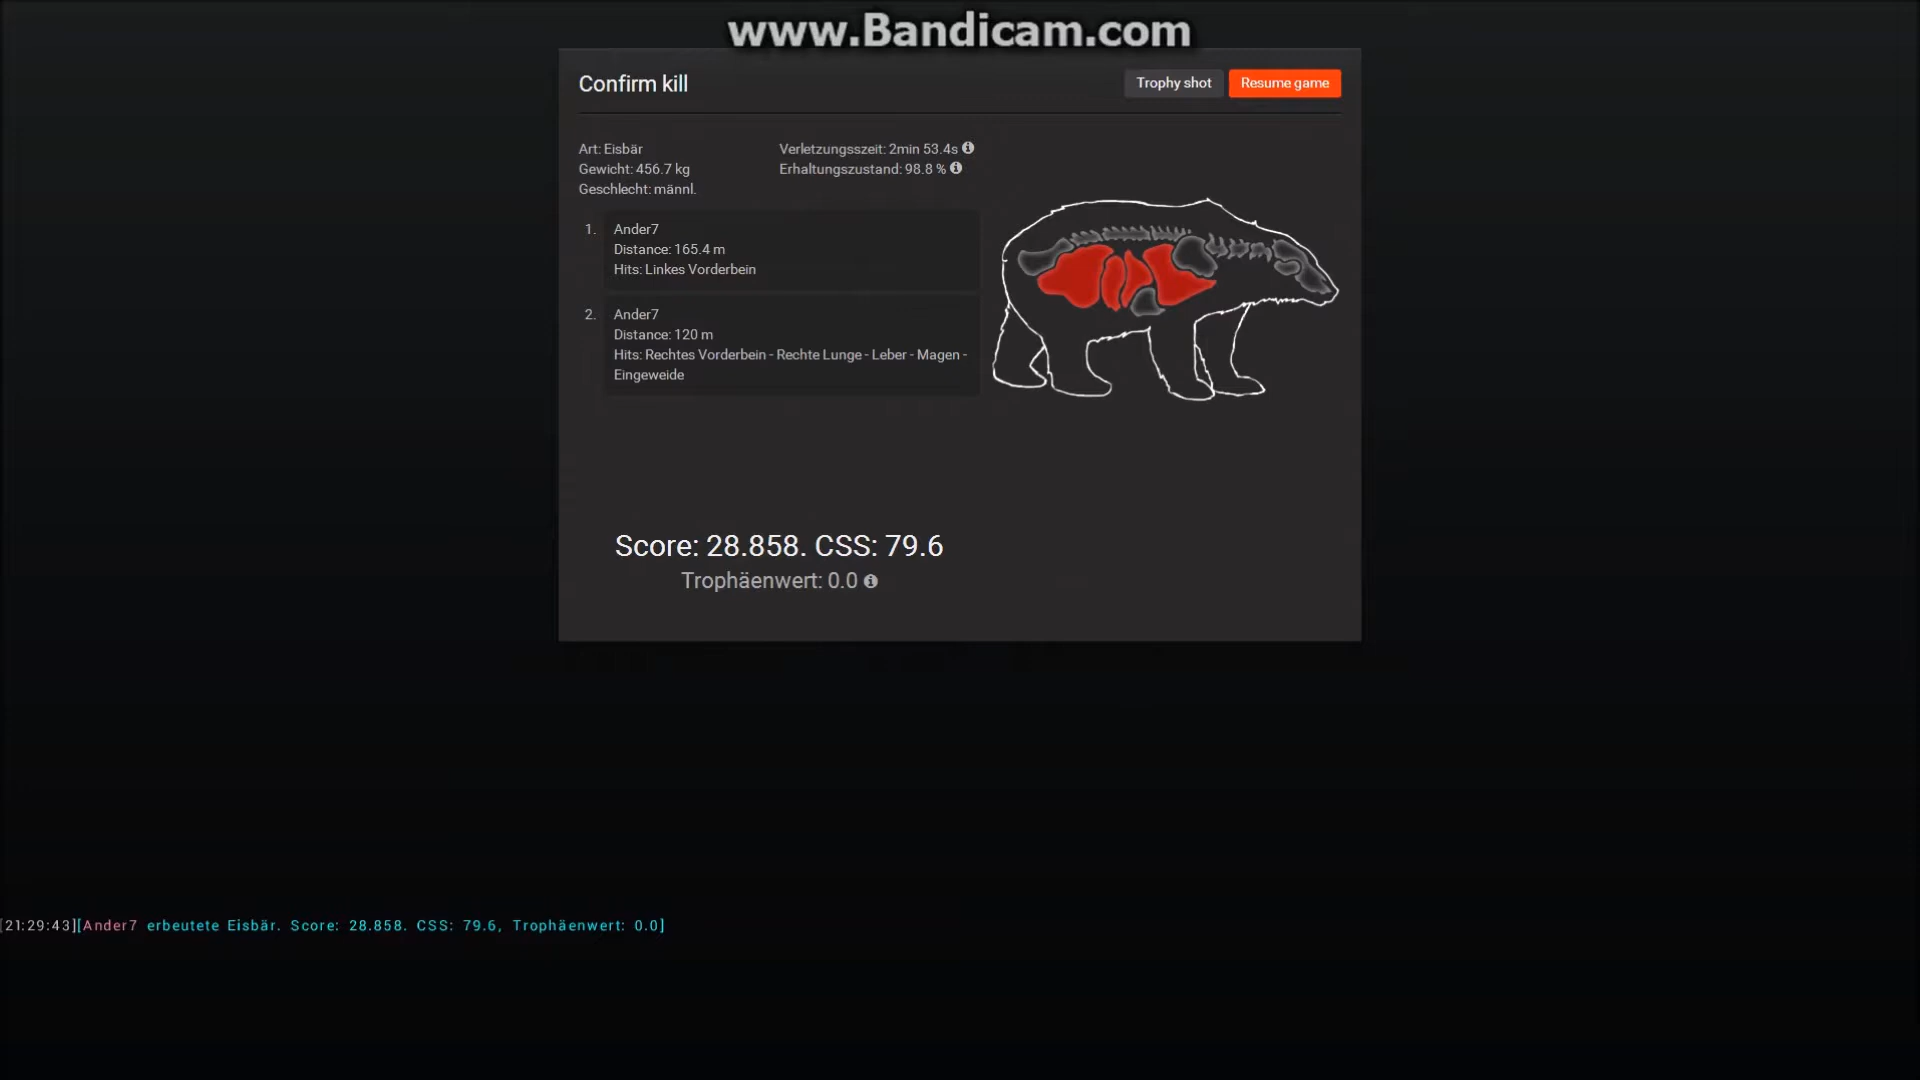 www.Bandicam.com
Confirm kill
Trophy shot
Resume game
Art: Eisbär
Gewicht: 456.7 kg
Geschlecht: männl.
Verletzungsszeit: 2min 53.4s
Erhaltungszustand: 98.8 %
1. Ander7
Distance: 165.4 m
Hits: Linkes Vorderbein
2. Ander7
Distance: 120 m
Hits: Rechtes Vorderbein - Rechte Lunge - Leber - Magen -
Eingeweide
Score: 28.858. CSS: 79.6
Trophäenwert: 0.0
[21:29:43][Ander7 erbeutete Eisbär. Score: 28.858. CSS: 79.6, Trophäenwert: 0.0]